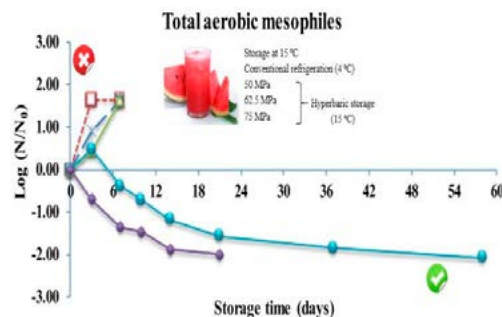 Total aerobic mesophiles
3.00
2.00
1.00
0.00
-1.00
-2.00
-3.00
Log (N/N0)
Storage at 15 ºC
Conventional refrigeration (4 ºC)
50 MPa
62.5 MPa
75 MPa
Hyperbaric storage
(15 ºC)
0 6 12 18 24 30 36 42 48 54 60
Storage time (days)